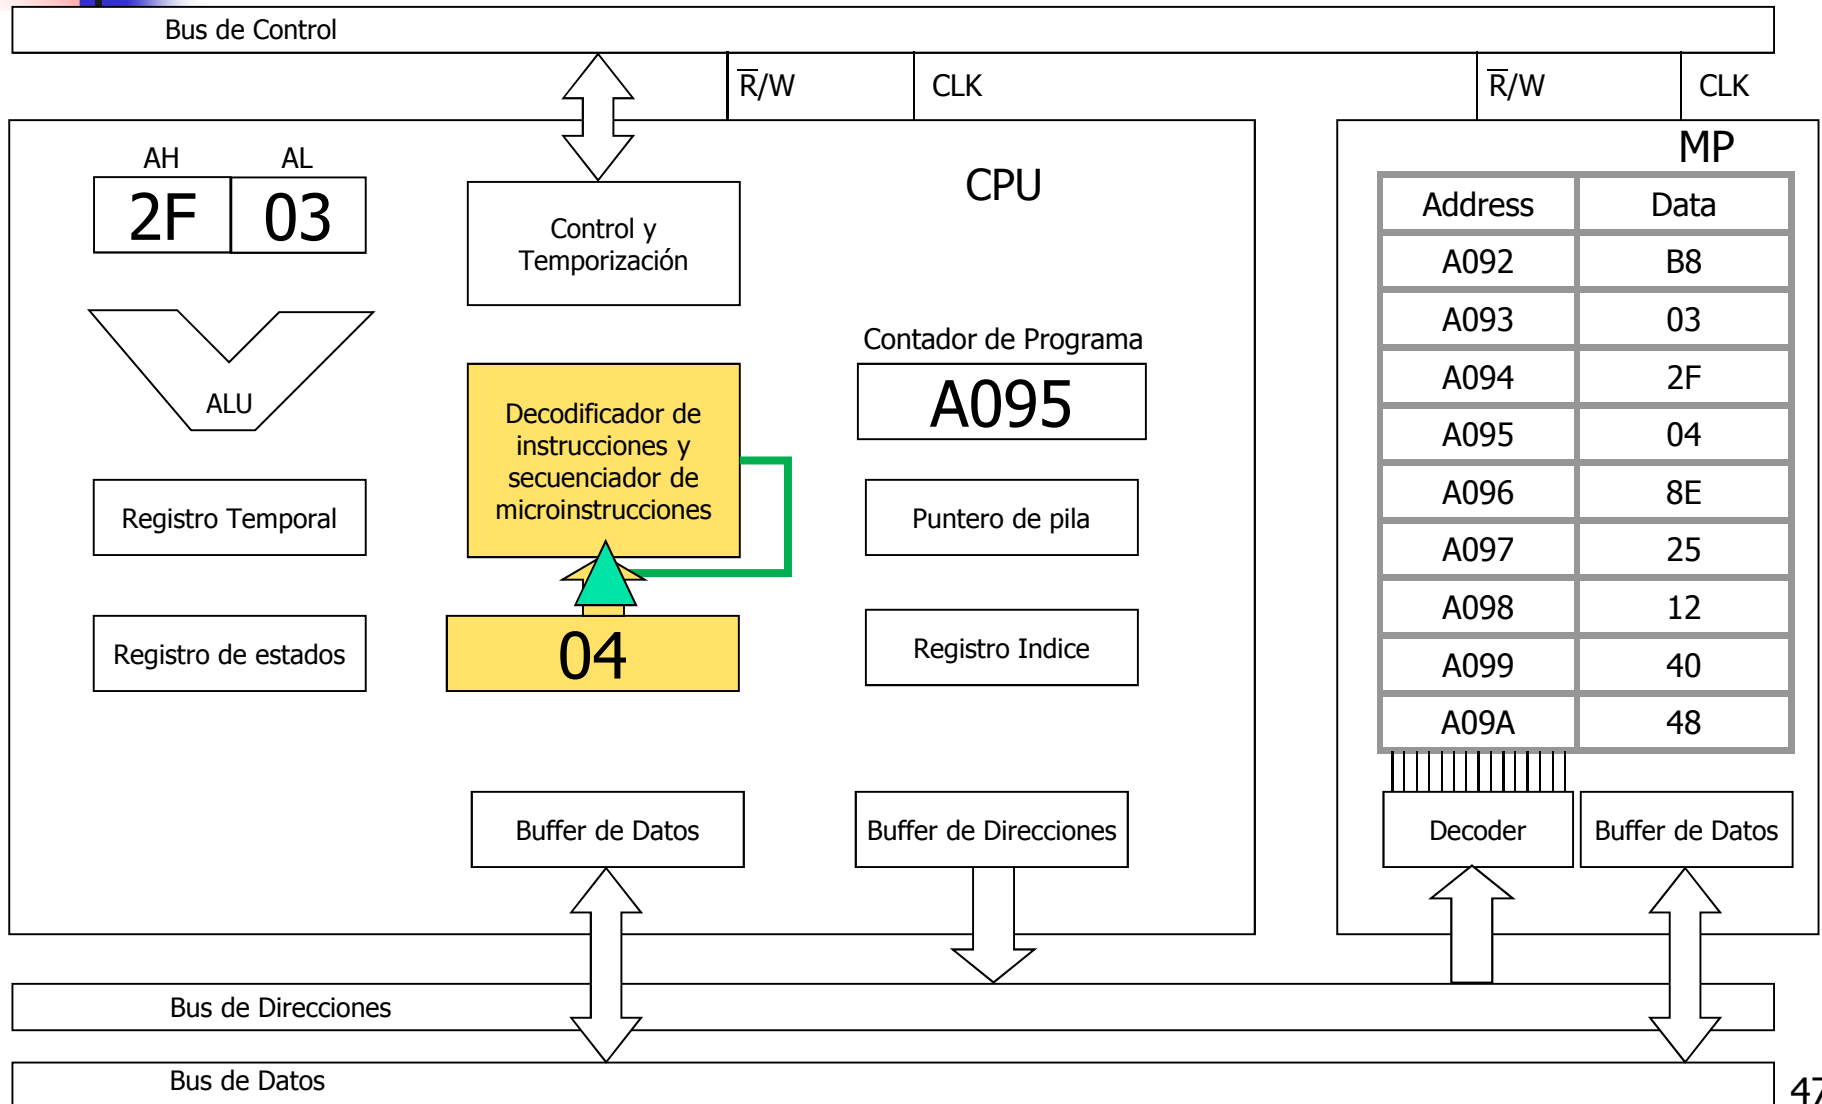 Bus de Control
R/W
CLK
R/W
CLK
AH
AL
2F
03
Control y
Temporización
CPU
MP
ALU
Decodificador de
instrucciones y
secuenciador de
microinstrucciones
Contador de Programa
A095
Registro Temporal
Puntero de pila
Registro de estados
04
Registro Indice
Address Data
A092 B8
A093 03
A094 2F
A095 04
A096 8E
A097 25
A098 12
A099 40
A09A 48
Buffer de Datos
Buffer de Direcciones
Decoder
Buffer de Datos
Bus de Direcciones
Bus de Datos
47